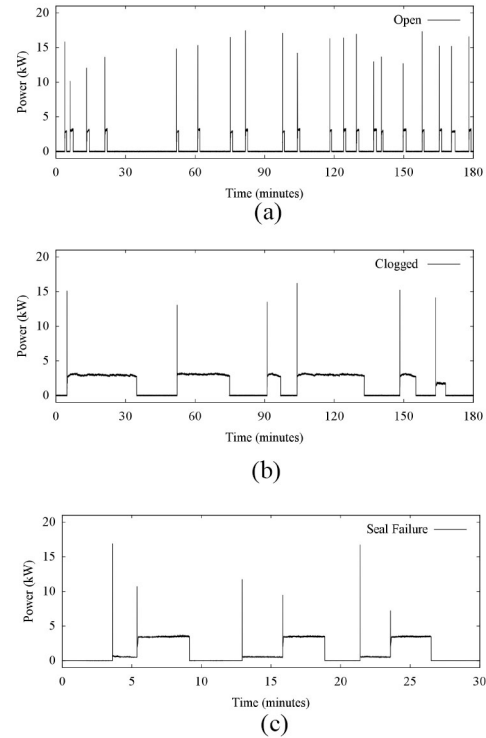 Open
Power (kW)
20
15
10
5
0
0 30 60 90 120 150 180
Time (minutes)
(a)
Clogged
Power (kW)
20
15
10
5
0
0 30 60 90 120 150 180
Time (minutes)
(b)
Seal Failure
Power (kW)
20
15
10
5
0
0 5 10 15 20 25 30
Time (minutes)
(c)